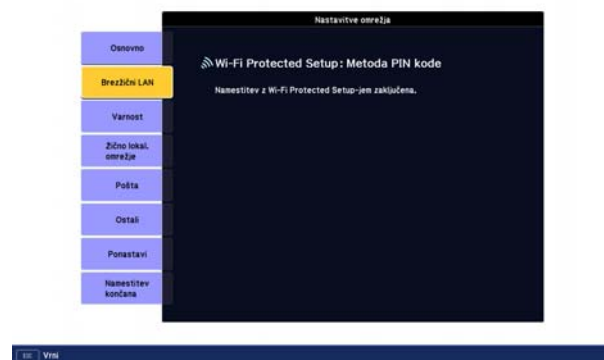 Nastavitve omrežja
Osnovno
Brezžični LAN
Varnost
Žično lokal.
omrežje
Pošta
Ostali
Ponastavi
Namestitev
končana
Wi-Fi Protected Setup: Metoda PIN kode
Namestitev z Wi-Fi Protected Setup-jem zaključena.
Vrni